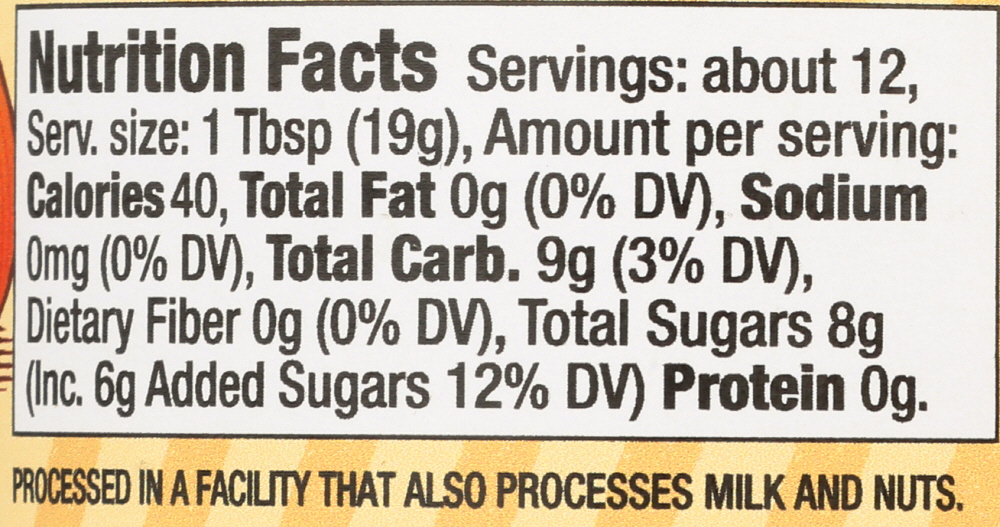 Nutrition Facts Servings: about 12,
Serv. size: 1 Tbsp (19g), Amount per serving:
Calories 40, Total Fat 0g (0% DV), Sodium
0mg (0% DV), Total Carb. 9g (3% DV),
Dietary Fiber 0g (0% DV), Total Sugars 8g
(Inc. 6g Added Sugars 12% DV) Protein 0g.
PROCESSED IN A FACILITY THAT ALSO PROCESSES MILK AND NUTS.